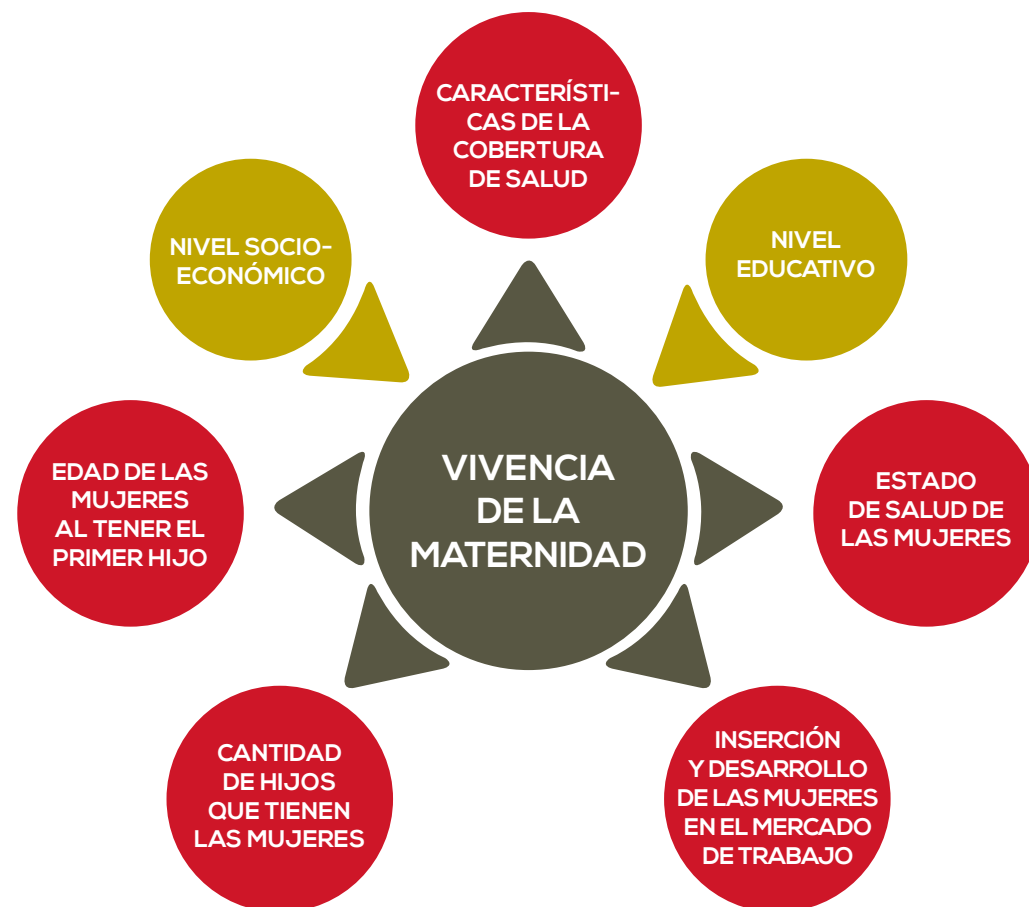 CARACTERÍSTI-
CAS DE LA
COBERTURA
DE SALUD
NIVEL SOCIO-
ECONÓMICO
NIVEL
EDUCATIVO
EDAD DE LAS
MUJERES
AL TENER EL
PRIMER HIJO
VIVENCIA
DE LA
MATERNIDAD
ESTADO
DE SALUD DE
LAS MUJERES
CANTIDAD
DE HIJOS
QUE TIENEN
LAS MUJERES
INSERCIÓN
Y DESARROLLO
DE LAS MUJERES
EN EL MERCADO
DE TRABAJO